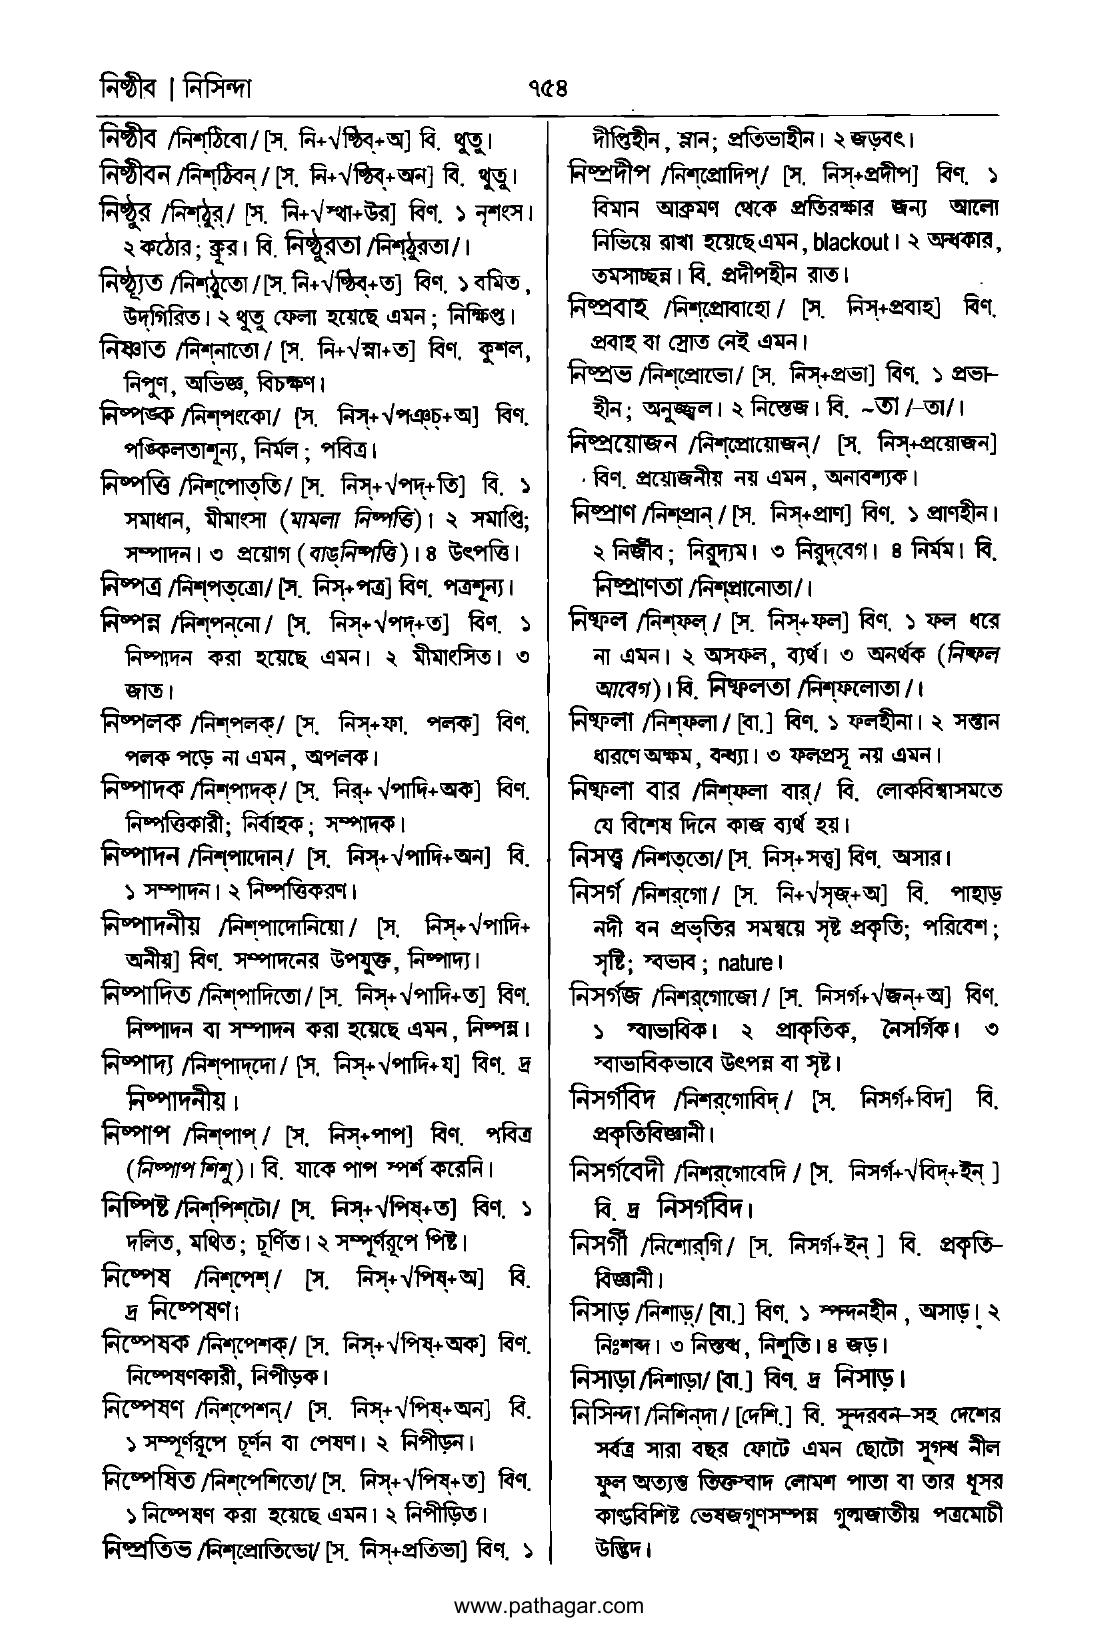 নিষ্ঠীব | নিসিন্দা
৭৫৪
নিষ্ঠীব /নিশ্‌ঠিবো/ [স. নি+√ষ্ঠিব্+অ] বি. থুতু।
নিষ্ঠীবন /নিশ্‌ঠিবন্/ [স. নি+√ষ্ঠিব্+অন] বি. থুতু।
নিষ্ঠুর /নিশ্‌ঠুর্/ [স. নি+√স্থা+উর] বিণ. ১ নৃশংস।
২ কঠোর; ক্রূর। বি. নিষ্ঠুরতা /নিশ্‌ঠুরতা/।
নিষ্ঠ্যূত /নিশ্‌ঠুতো/ [স. নি+√ষ্ঠিব্+ত] বিণ. ১ বমিত,
উদ্‌গিরিত। ২ থুতু ফেলা হয়েছে এমন; নিক্ষিপ্ত।
নিষ্ণাত /নিশ্‌নাতো/ [স. নি+√স্না+ত] বিণ. কুশল,
নিপুণ, অভিজ্ঞ, বিচক্ষণ।
নিষ্পঙ্ক /নিশ্‌পংকো/ [স. নিস্+√পঞ্চ্+অ] বিণ.
পঙ্কিলতাশূন্য, নির্মল; পবিত্র।
নিষ্পত্তি /নিশ্‌পোত্‌তি/ [স. নিস্+√পদ্+তি] বি. ১
সমাধান, মীমাংসা (মামলা নিষ্পত্তি)। ২ সমাপ্তি;
সম্পাদন। ৩ প্রয়োগ (বাঙ্‌নিষ্পত্তি)। ৪ উৎপত্তি।
নিষ্পত্র /নিশ্‌পত্‌ত্রো/ [স. নিস্+পত্র] বিণ. পত্রশূন্য।
নিষ্পন্ন /নিশ্‌পন্‌নো/ [স. নিস্+√পদ্+ত] বিণ. ১
নিষ্পাদন করা হয়েছে এমন। ২ মীমাংসিত। ৩
জাত।
নিষ্পলক /নিশ্‌পলক্/ [স. নিস্+ফা. পলক] বিণ.
পলক পড়ে না এমন, অপলক।
নিষ্পাদক /নিশ্‌পাদক্/ [স. নির্+ √পাদি+অক] বিণ.
নিষ্পত্তিকারী; নির্বাহক; সম্পাদক।
নিষ্পাদন /নিশ্‌পাদোন্/ [স. নিস্+√পাদি+অন] বি.
১ সম্পাদন। ২ নিষ্পত্তিকরণ।
নিষ্পাদনীয় /নিশ্‌পাদোনিয়ো/ [স. নিস্+√পাদি+
অনীয়] বিণ. সম্পাদনের উপযুক্ত, নিষ্পাদ্য।
নিষ্পাদিত /নিশ্‌পাদিতো/ [স. নিস্+√পাদি+ত] বিণ.
নিষ্পাদন বা সম্পাদন করা হয়েছে এমন, নিষ্পন্ন।
নিষ্পাদ্য /নিশ্‌পাদ্‌দো/ [স. নিস্+√পাদি+য] বিণ. দ্র
নিষ্পাদনীয়।
নিষ্পাপ /নিশ্‌পাপ্/ [স. নিস্+পাপ] বিণ. পবিত্র
(নিষ্পাপ শিশু)। বি. যাকে পাপ স্পর্শ করেনি।
নিষ্পিষ্ট /নিশ্‌পিশ্‌টো/ [স. নিস্+√পিষ্+ত] বিণ. ১
দলিত, মথিত; চূর্ণিত। ২ সম্পূর্ণরূপে পিষ্ট।
নিষ্পেষ /নিশ্‌পেশ্/ [স. নিস্+√পিষ্+অ] বি.
দ্র নিষ্পেষণ।
নিষ্পেষক /নিশ্‌পেশক্/ [স. নিস্+√পিষ্+অক] বিণ.
নিষ্পেষণকারী, নিপীড়ক।
নিষ্পেষণ /নিশ্‌পেশন্/ [স. নিস্+√পিষ্+অন] বি.
১ সম্পূর্ণরূপে চূর্ণন বা পেষণ। ২ নিপীড়ন।
নিষ্পেষিত /নিশ্‌পেশিতো/ [স. নিস্+√পিষ্+ত] বিণ.
১ নিষ্পেষণ করা হয়েছে এমন। ২ নিপীড়িত।
নিষ্প্রতিভ /নিশ্‌প্রোতিভো/ [স. নিস্+প্রতিভা] বিণ. ১
দীপ্তিহীন, ম্লান; প্রতিভাহীন। ২ জড়বৎ।
নিষ্প্রদীপ /নিশ্‌প্রোদিপ্/ [স. নিস্+প্রদীপ] বিণ. ১
বিমান আক্রমণ থেকে প্রতিরক্ষার জন্য আলো
নিভিয়ে রাখা হয়েছে এমন, blackout। ২ অন্ধকার,
তমসাচ্ছন্ন। বি. প্রদীপহীন রাত।
নিষ্প্রবাহ /নিশ্‌প্রোবাহো/ [স. নিস্+প্রবাহ] বিণ.
প্রবাহ বা স্রোত নেই এমন।
নিষ্প্রভ /নিশ্‌প্রোভো/ [স. নিস্+প্রভা] বিণ. ১ প্রভা-
হীন; অনুজ্জ্বল। ২ নিস্তেজ। বি. ~তা /–তা/।
নিষ্প্রয়োজন /নিশ্‌প্রোয়োজন্/ [স. নিস্+প্রয়োজন]
বিণ. প্রয়োজনীয় নয় এমন, অনাবশ্যক।
নিষ্প্রাণ /নিশ্‌প্রান্/ [স. নিস্+প্রাণ] বিণ. ১ প্রাণহীন।
২ নির্জীব; নিরুদ্যম। ৩ নিরুদ্‌বেগ। ৪ নির্মম। বি.
নিষ্প্রাণতা /নিশ্‌প্রানোতা/।
নিষ্ফল /নিশ্‌ফল্/ [স. নিস্+ফল] বিণ. ১ ফল ধরে
না এমন। ২ অসফল, ব্যর্থ। ৩ অনর্থক (নিষ্ফল
আবেগ)। বি. নিষ্ফলতা /নিশ্‌ফলোতা/।
নিষ্ফলা /নিশ্‌ফলা/ [বা.] বিণ. ১ ফলহীনা। ২ সন্তান
ধারণে অক্ষম, বন্ধ্যা। ৩ ফলপ্রসূ নয় এমন।
নিষ্ফলা বার /নিশ্‌ফলা বার্/ বি. লোকবিশ্বাসমতে
যে বিশেষ দিনে কাজ ব্যর্থ হয়।
নিসত্ত্ব /নিশত্‌তো/ [স. নিস্+সত্ত্ব] বিণ. অসার।
নিসর্গ /নিশর্‌গো/ [স. নি+√সৃজ্+অ] বি. পাহাড়
নদী বন প্রভৃতির সমন্বয়ে সৃষ্ট প্রকৃতি; পরিবেশ;
সৃষ্টি; স্বভাব; nature।
নিসর্গজ /নিশর্‌গোজো/ [স. নিসর্গ+√জন্+অ] বিণ.
১ স্বাভাবিক। ২ প্রাকৃতিক, নৈসর্গিক। ৩
স্বাভাবিকভাবে উৎপন্ন বা সৃষ্ট।
নিসর্গবিদ /নিশর্‌গোবিদ্/ [স. নিসর্গ+বিদ] বি.
প্রকৃতিবিজ্ঞানী।
নিসর্গবেদী /নিশর্‌গোবেদি/ [স. নিসর্গ+√বিদ্+ইন্]
বি. দ্র নিসর্গবিদ।
নিসর্গী /নিশোর্‌গি/ [স. নিসর্গ+ইন্] বি. প্রকৃতি-
বিজ্ঞানী।
নিসাড় /নিশাড়্/ [বা.] বিণ. ১ স্পন্দনহীন, অসাড়। ২
নিঃশব্দ। ৩ নিস্তব্ধ, নিশুতি। ৪ জড়।
নিসাড়া /নিশাড়া/ [বা.] বিণ. দ্র নিসাড়।
নিসিন্দা /নিশিন্‌দা/ [দেশি.] বি. সুন্দরবন-সহ দেশের
সর্বত্র সারা বছর ফোটে এমন ছোটো সুগন্ধ নীল
ফুল অত্যন্ত তিক্তস্বাদ লোমশ পাতা বা তার ধূসর
কাণ্ডবিশিষ্ট ভেষজগুণসম্পন্ন গুল্মজাতীয় পত্রমোচী
উদ্ভিদ।
www.pathagar.com